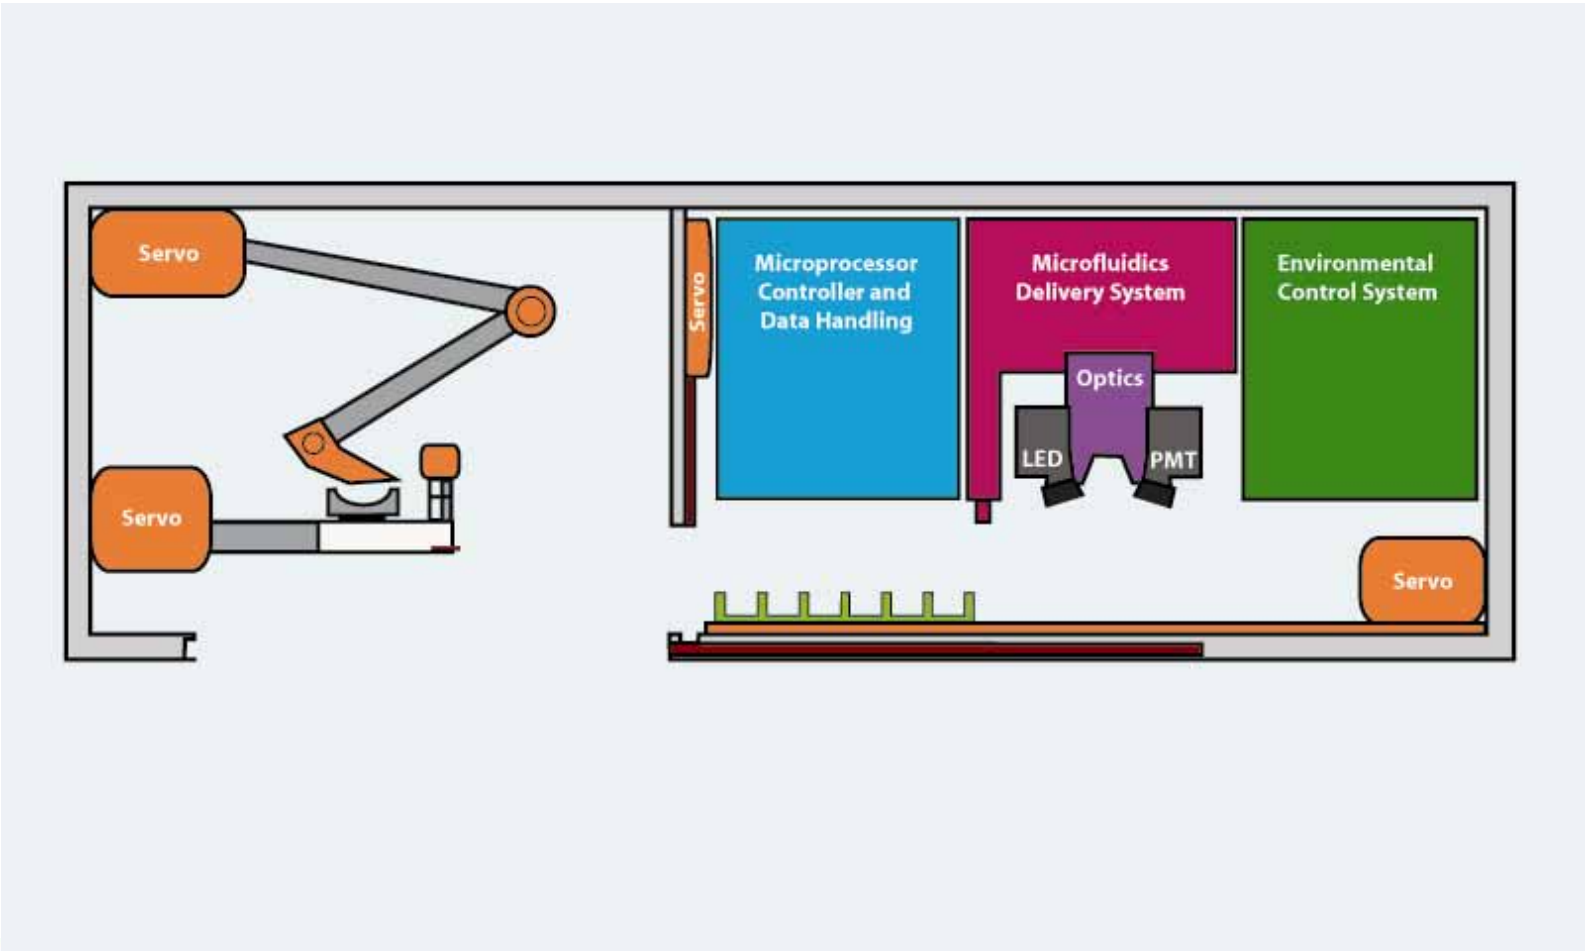 Servo
Servo
Servo
Microprocessor
Controller and
Data Handling
Microfluidics
Delivery System
Optics
LED
PMT
Environmental
Control System
Servo